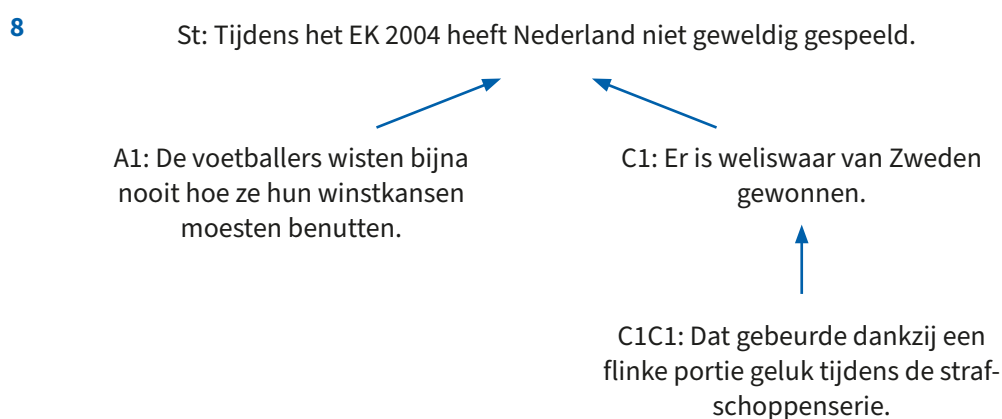 8
St: Tijdens het EK 2004 heeft Nederland niet geweldig gespeeld.
A1: De voetballers wisten bijna
nooit hoe ze hun winstkansen
moesten benutten.
C1: Er is weliswaar van Zweden
gewonnen.
C1C1: Dat gebeurde dankzij een
flinke portie geluk tijdens de straf-
schoppenserie.